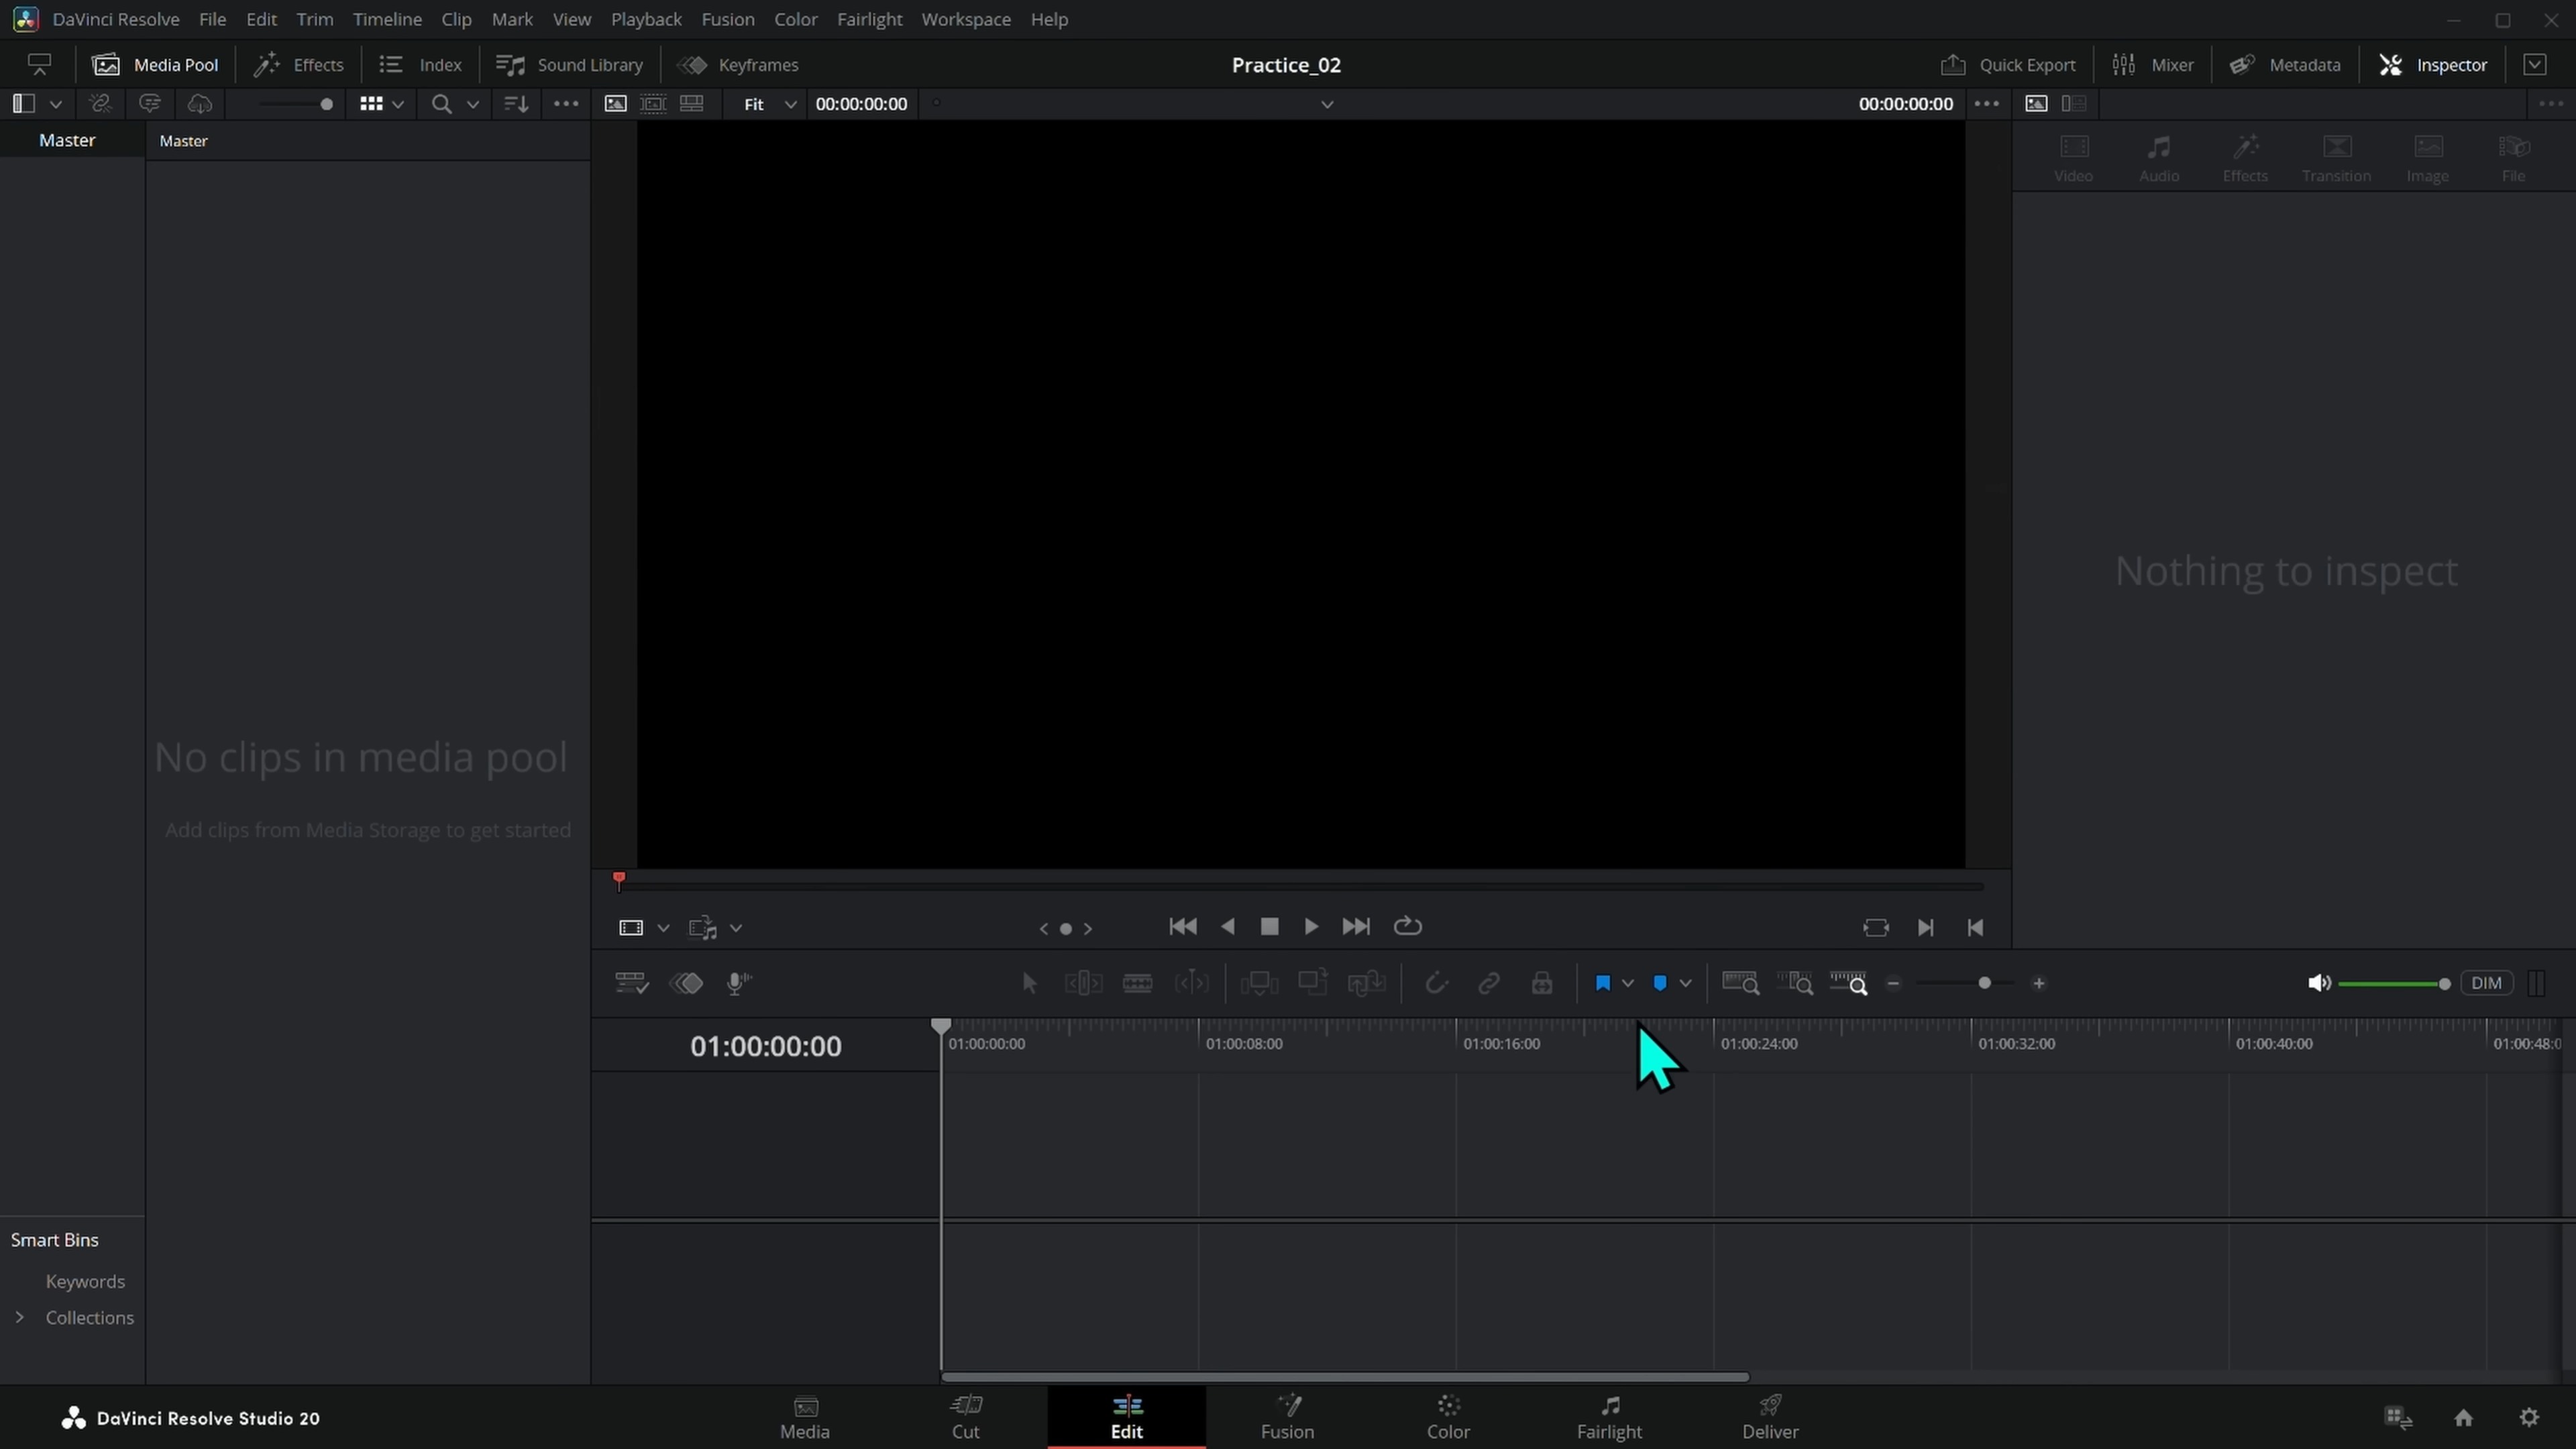 DaVinci Resolve File Edit Trim Timeline Clip Mark View Playback Fusion Color Fairlight Workspace Help
Media Pool Effects Index Sound Library Keyframes Practice_02 Quick Export Mixer Metadata Inspector
Fit 00:00:00:00 00:00:00:00
Master Master
Video Audio Effects Transition Image File
Nothing to inspect
No clips in media pool
Add clips from Media Storage to get started
DIM
01:00:00:00 01:00:00:00 01:00:08:00 01:00:16:00 01:00:24:00 01:00:32:00 01:00:40:00 01:00:48:0
Smart Bins
Keywords
Collections
DaVinci Resolve Studio 20 Media Cut Edit Fusion Color Fairlight Deliver